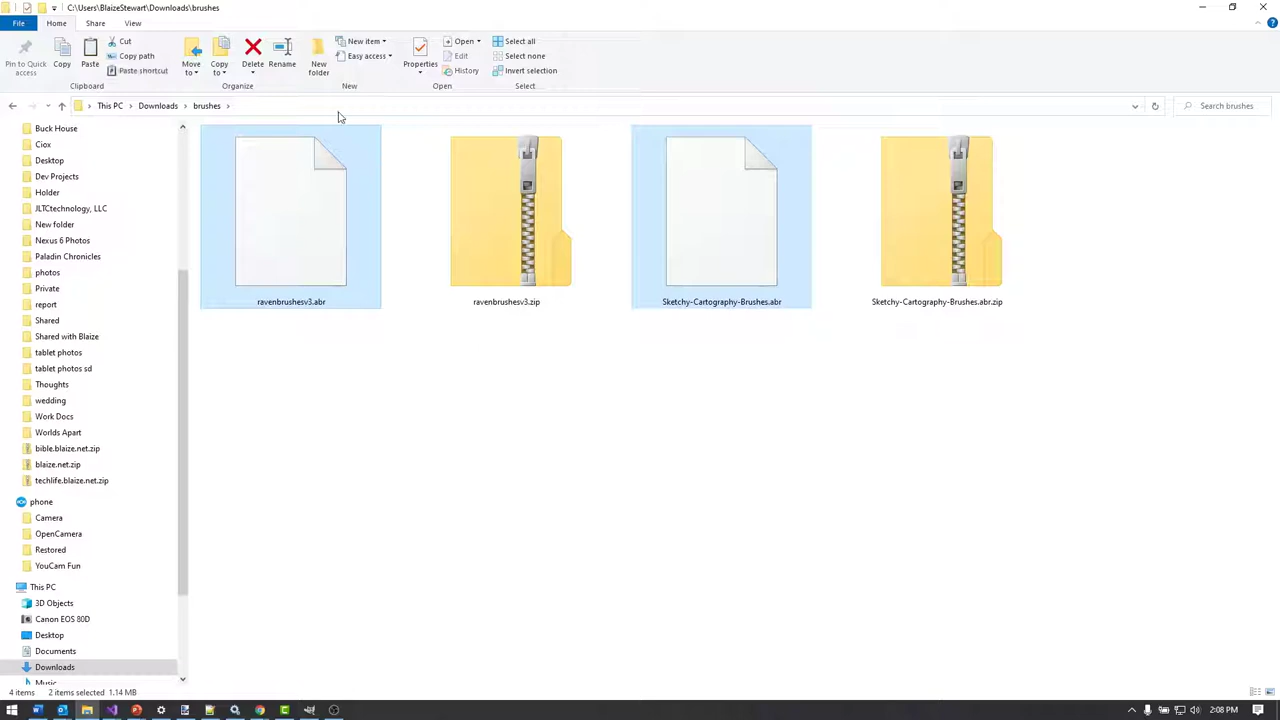 C:\Users\BlaizeStewart\Downloads\brushes
File
Home
Share
View
Pin to Quick access
Copy
Paste
Cut
Copy path
Paste shortcut
Clipboard
Move to
Copy to
Delete
Rename
Organize
New folder
New item
Easy access
New
Properties
Open
Edit
History
Open
Select all
Select none
Invert selection
Select
This PC
Downloads
brushes
Search brushes
Buck House
Ciox
Desktop
Dev Projects
Holder
JLTCtechnology, LLC
New folder
Nexus 6 Photos
Paladin Chronicles
photos
Private
report
Shared
Shared with Blaize
tablet photos
tablet photos sd
Thoughts
wedding
Work Docs
Worlds Apart
bible.blaize.net.zip
blaize.net.zip
techlife.blaize.net.zip
phone
Camera
OpenCamera
Restored
YouCam Fun
This PC
3D Objects
Canon EOS 80D
Desktop
Documents
Downloads
Music
ravenbrushesv3.abr
ravenbrushesv3.zip
Sketchy-Cartography-Brushes.abr
Sketchy-Cartography-Brushes.abr.zip
4 items
2 items selected
1.14 MB
2:08 PM